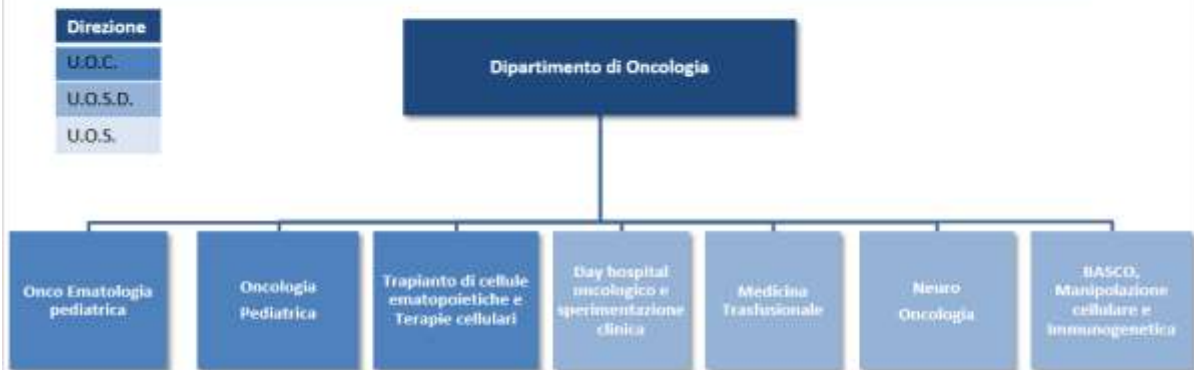 Direzione
U.O.C.
U.O.S.D.
U.O.S.
Dipartimento di Oncologia
Onco Ematologia
pediatrica
Oncologia
Pediatrica
Trapianto di cellule
ematopoietiche e
Terapie cellulari
Day hospital
oncologico e
sperimentazione
clinica
Medicina
Trasfusionale
Neuro
Oncologia
BASCO,
Manipolazione
cellulare e
Immunogenetica